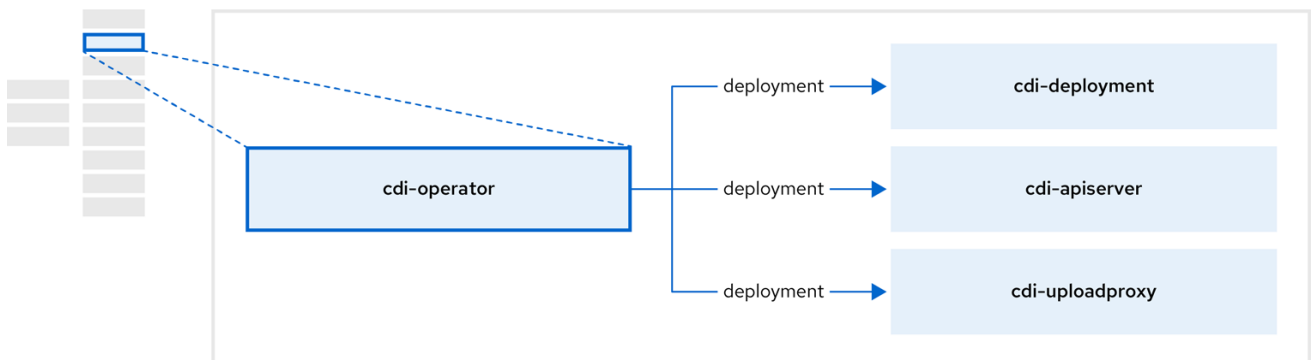 deployment
cdi-deployment
cdi-operator
deployment
cdi-apiserver
deployment
cdi-uploadproxy